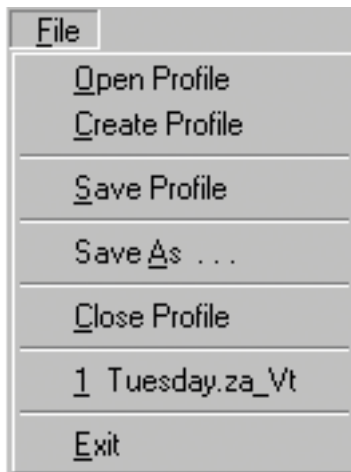 File
Open Profile
Create Profile
Save Profile
Save As . . .
Close Profile
1 Tuesday.za_Vt
Exit